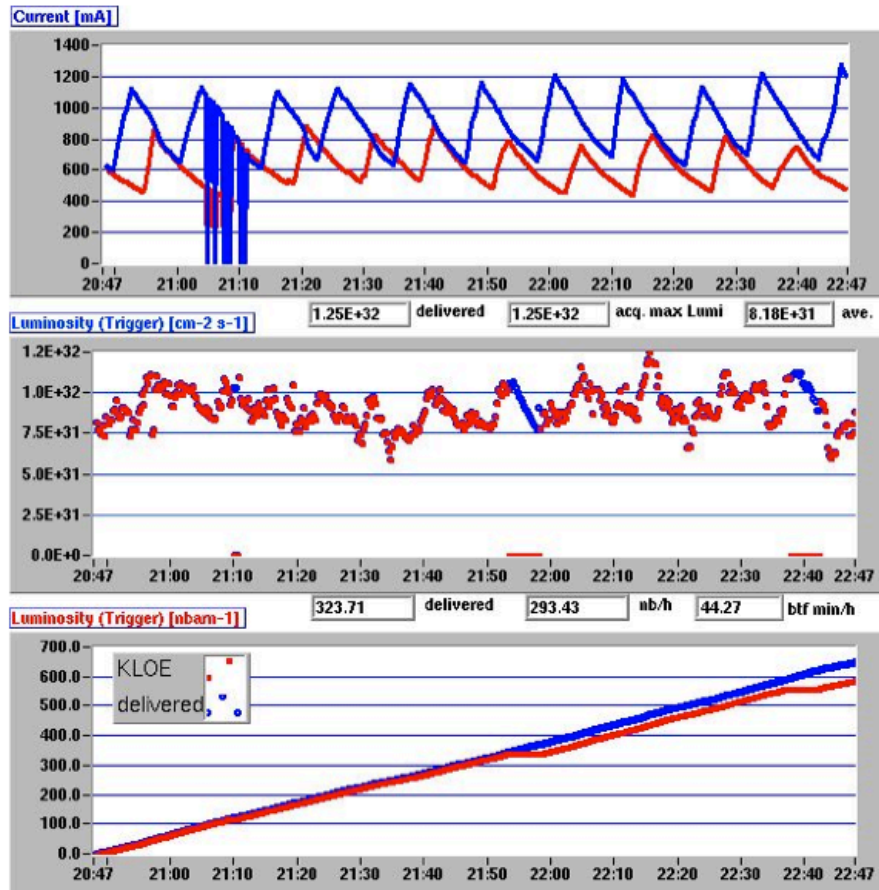 Current [mA]
1400
1200
1000
800
600
400
200
0
20:47 21:00 21:10 21:20 21:30 21:40 21:50 22:00 22:10 22:20 22:30 22:47
1.25E+32 delivered 1.25E+32 acq. max Lumi 8.18E+31 ave.
Luminosity (Trigger) [cm-2 s-1]
1.2E+32
1.0E+32
7.5E+31
5.0E+31
2.5E+31
0.0E+0
20:47 21:00 21:10 21:20 21:30 21:40 21:50 22:00 22:10 22:20 22:30 22:40 22:47
323.71 delivered 293.43 nb/h 44.27 btf min/h
Luminosity (Trigger) [nbarn-1]
700.0
KLOE
600.0
delivered
500.0
400.0
300.0
200.0
100.0
0.0
20:47 21:00 21:10 21:20 21:30 21:40 21:50 22:00 22:10 22:20 22:30 22:40 22:47